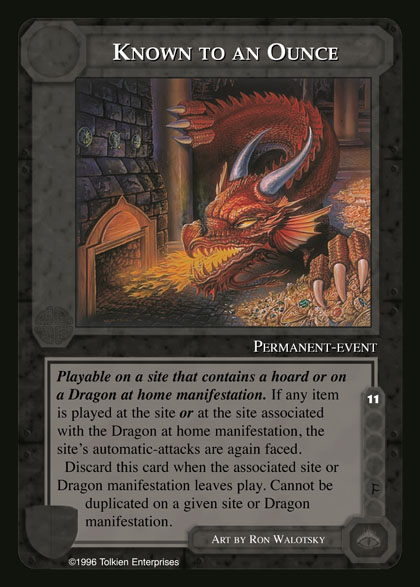 Known to an Ounce
Permanent-event
Playable on a site that contains a hoard or on
a Dragon at home manifestation. If any item
is played at the site or at the site associated
with the Dragon at home manifestation, the
site's automatic-attacks are again faced.
Discard this card when the associated site or
Dragon manifestation leaves play. Cannot be
duplicated on a given site or Dragon
manifestation.
11
F
Art by Ron Walotsky
©1996 Tolkien Enterprises